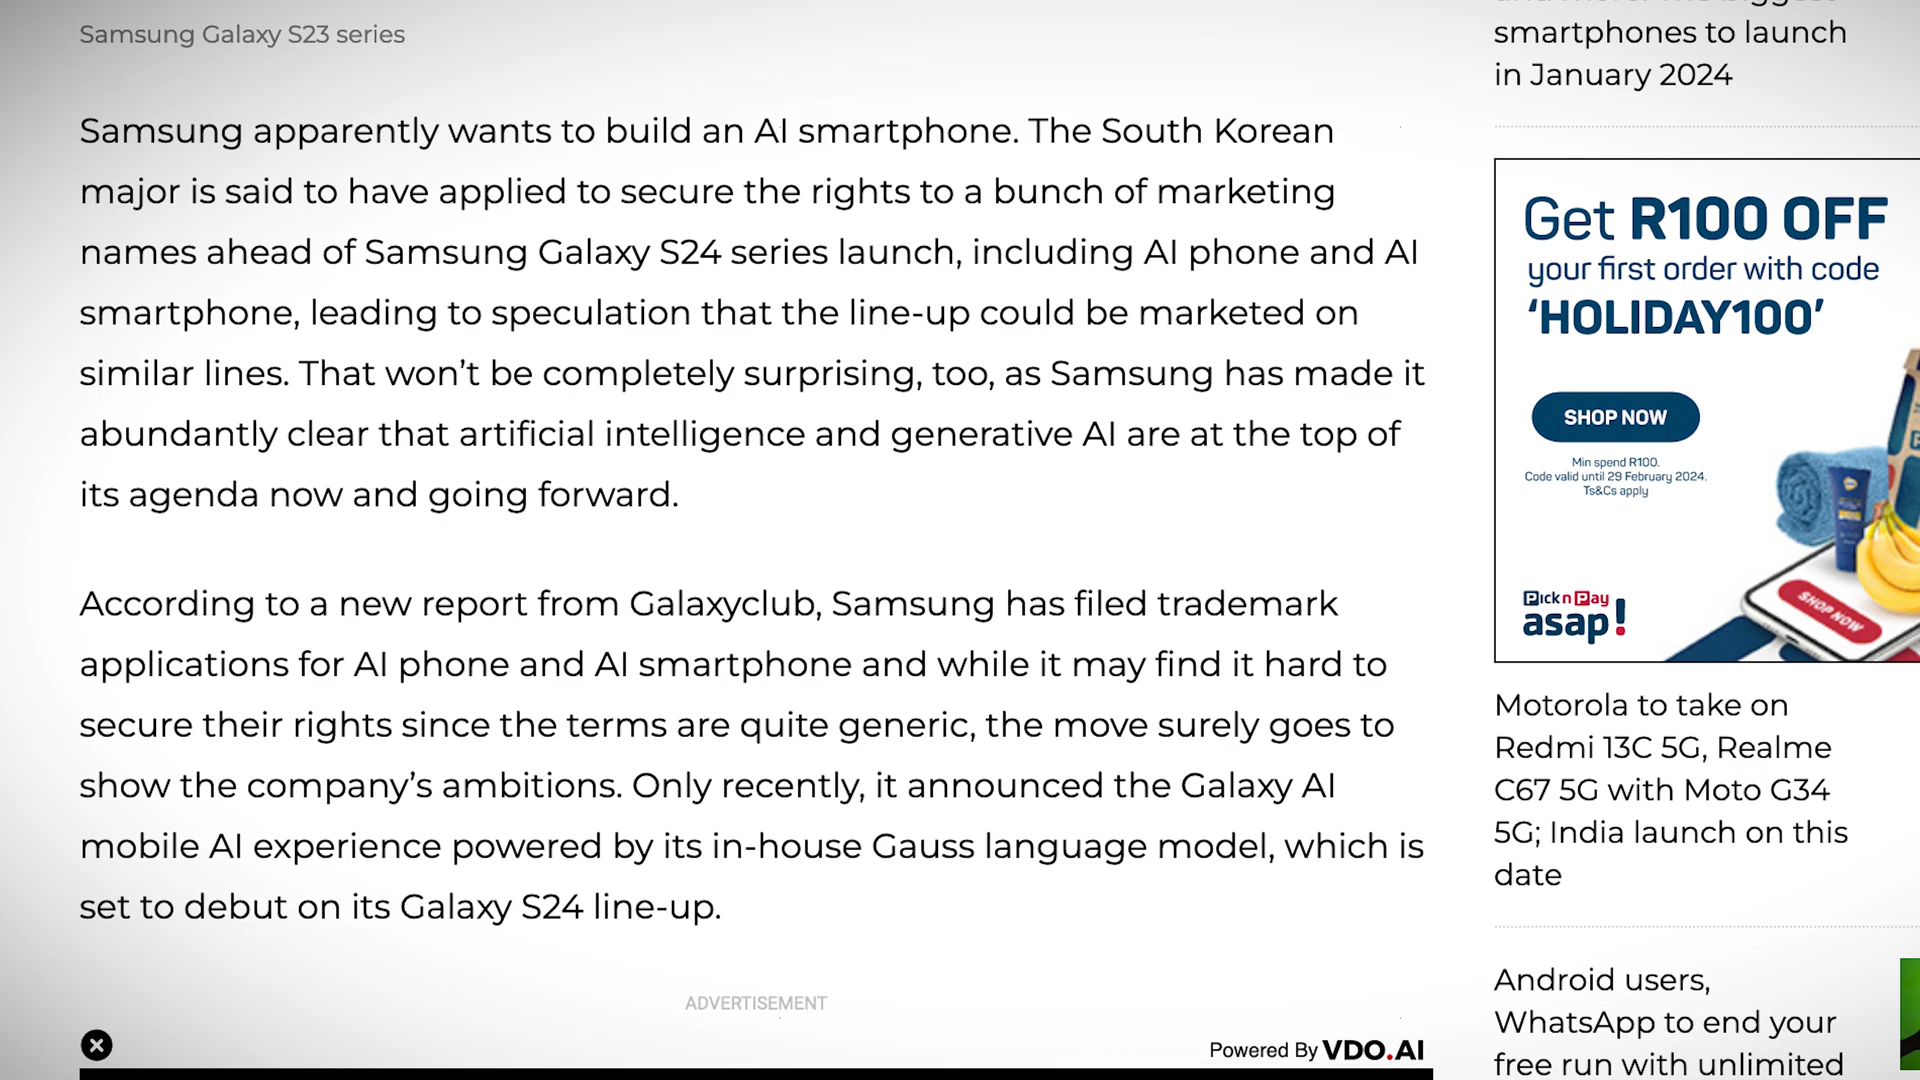 Samsung Galaxy S23 series
Samsung apparently wants to build an AI smartphone. The South Korean
major is said to have applied to secure the rights to a bunch of marketing
names ahead of Samsung Galaxy S24 series launch, including AI phone and AI
smartphone, leading to speculation that the line-up could be marketed on
similar lines. That won’t be completely surprising, too, as Samsung has made it
abundantly clear that artificial intelligence and generative AI are at the top of
its agenda now and going forward.
According to a new report from Galaxyclub, Samsung has filed trademark
applications for AI phone and AI smartphone and while it may find it hard to
secure their rights since the terms are quite generic, the move surely goes to
show the company’s ambitions. Only recently, it announced the Galaxy AI
mobile AI experience powered by its in-house Gauss language model, which is
set to debut on its Galaxy S24 line-up.
ADVERTISEMENT
Powered By VDO.AI
smartphones to launch
in January 2024
Get R100 OFF
your first order with code
‘HOLIDAY100’
SHOP NOW
Min spend R100.
Code valid until 29 February 2024.
Ts&Cs apply
Pick n Pay
asap!
SHOP NOW
Motorola to take on
Redmi 13C 5G, Realme
C67 5G with Moto G34
5G; India launch on this
date
Android users,
WhatsApp to end your
free run with unlimited